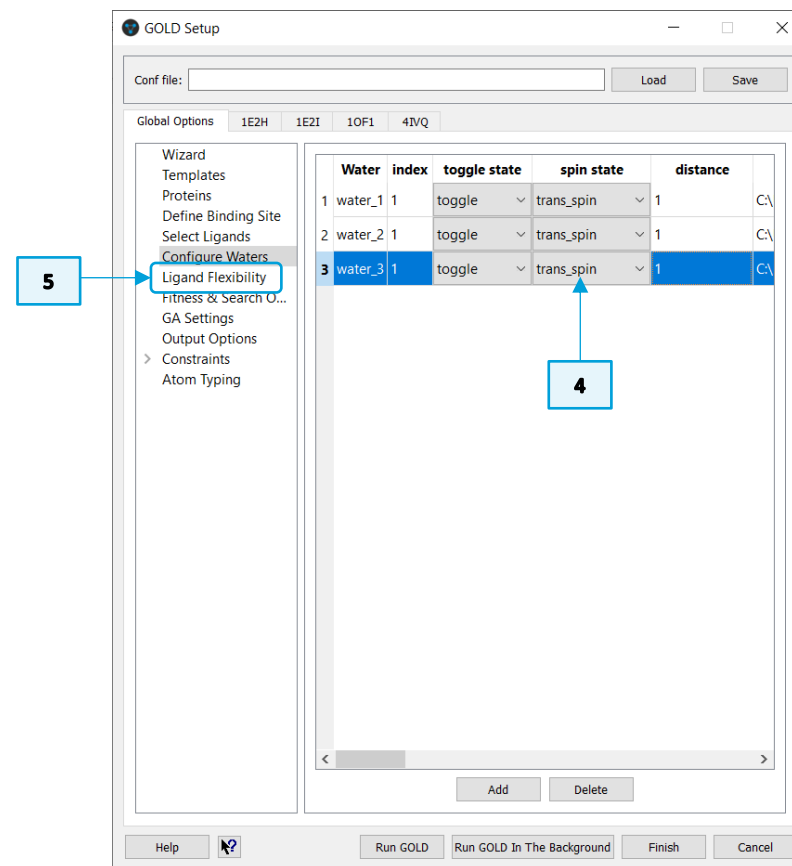 GOLD Setup
Conf file:
Load
Save
Global Options
1E2H
1E2I
1OF1
4IVQ
Wizard
Templates
Proteins
Define Binding Site
Select Ligands
Configure Waters
Ligand Flexibility
Fitness & Search O...
GA Settings
Output Options
Constraints
Atom Typing
5
Water index toggle state spin state distance
1 water_1 1 toggle trans_spin 1 C:\
2 water_2 1 toggle trans_spin 1 C:\
3 water_3 1 toggle trans_spin 1 C:\
4
Add
Delete
Help
Run GOLD
Run GOLD In The Background
Finish
Cancel